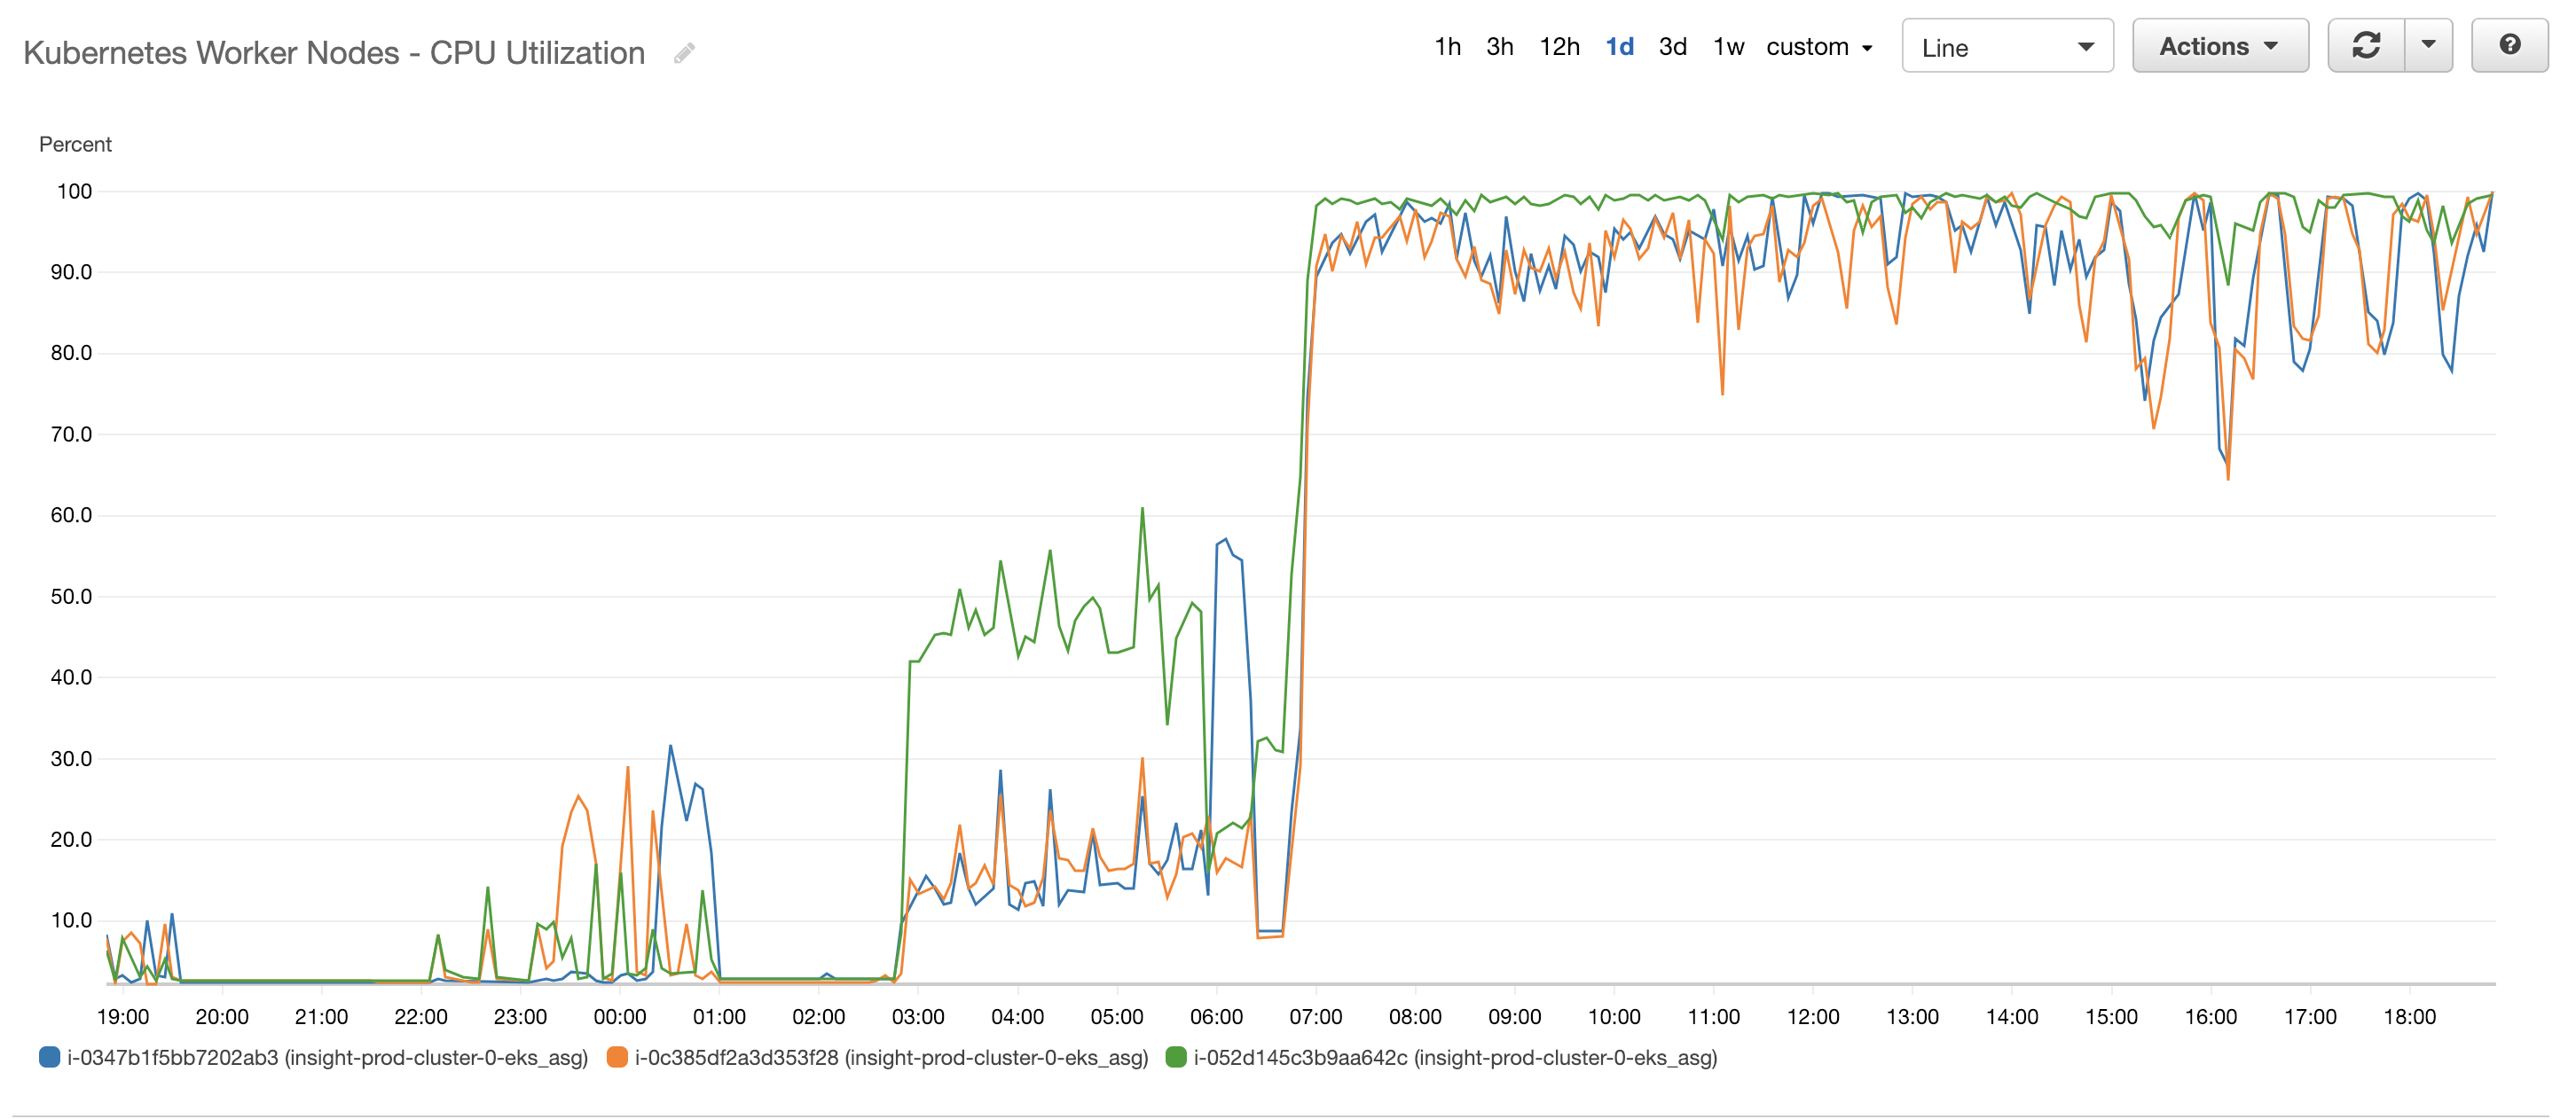 Kubernetes Worker Nodes - CPU Utilization
1h 3h 12h 1d 3d 1w custom Line Actions ?
Percent
100
90.0
80.0
70.0
60.0
50.0
40.0
30.0
20.0
10.0
19:00 20:00 21:00 22:00 23:00 00:00 01:00 02:00 03:00 04:00 05:00 06:00 07:00 08:00 09:00 10:00 11:00 12:00 13:00 14:00 15:00 16:00 17:00 18:00
i-0347b1f5bb7202ab3 (insight-prod-cluster-0-eks_asg) i-0c385df2a3d353f28 (insight-prod-cluster-0-eks_asg) i-052d145c3b9aa642c (insight-prod-cluster-0-eks_asg)